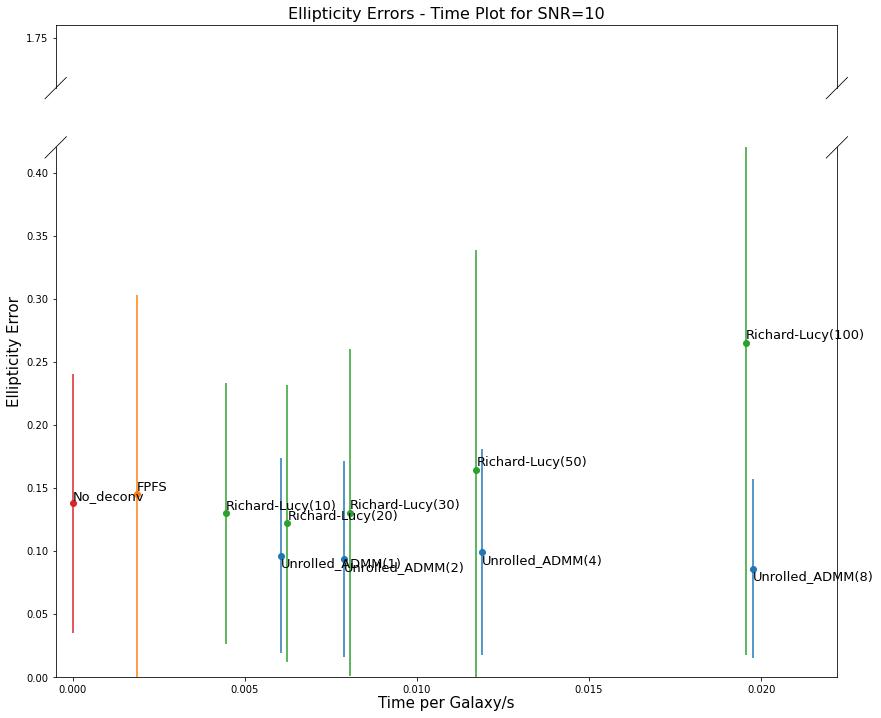 Ellipticity Errors - Time Plot for SNR=10
1.75
0.40
0.35
0.30
0.25
0.20
0.15
0.10
0.05
0.00
Ellipticity Error
Richard-Lucy(100)
Richard-Lucy(50)
FPFS
No_deconv
Richard-Lucy(10)
Richard-Lucy(30)
Richard-Lucy(20)
Unrolled_ADMM(1)
Unrolled_ADMM(2)
Unrolled_ADMM(4)
Unrolled_ADMM(8)
0.000 0.005 0.010 0.015 0.020
Time per Galaxy/s